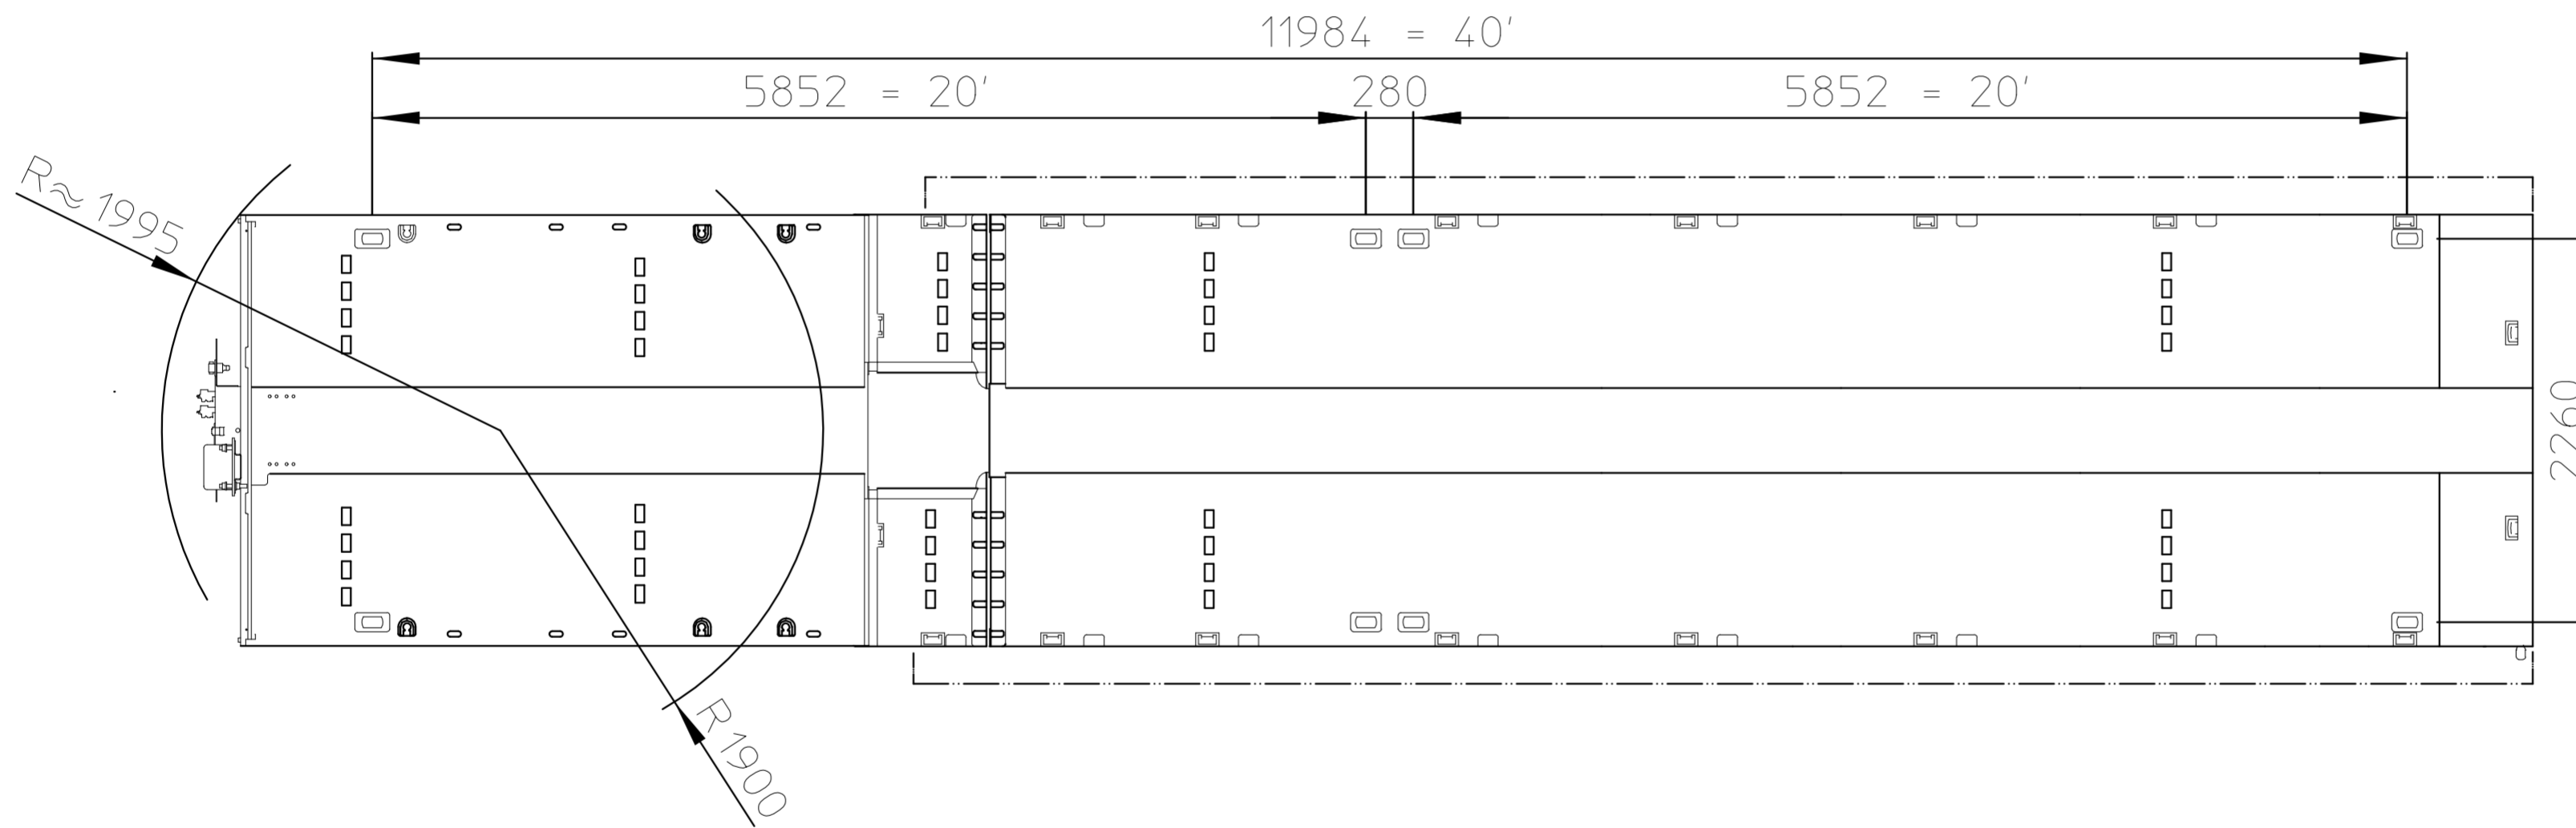 11984 = 40'
5852 = 20'
280
5852 = 20'
R≈1995
2260
R1900